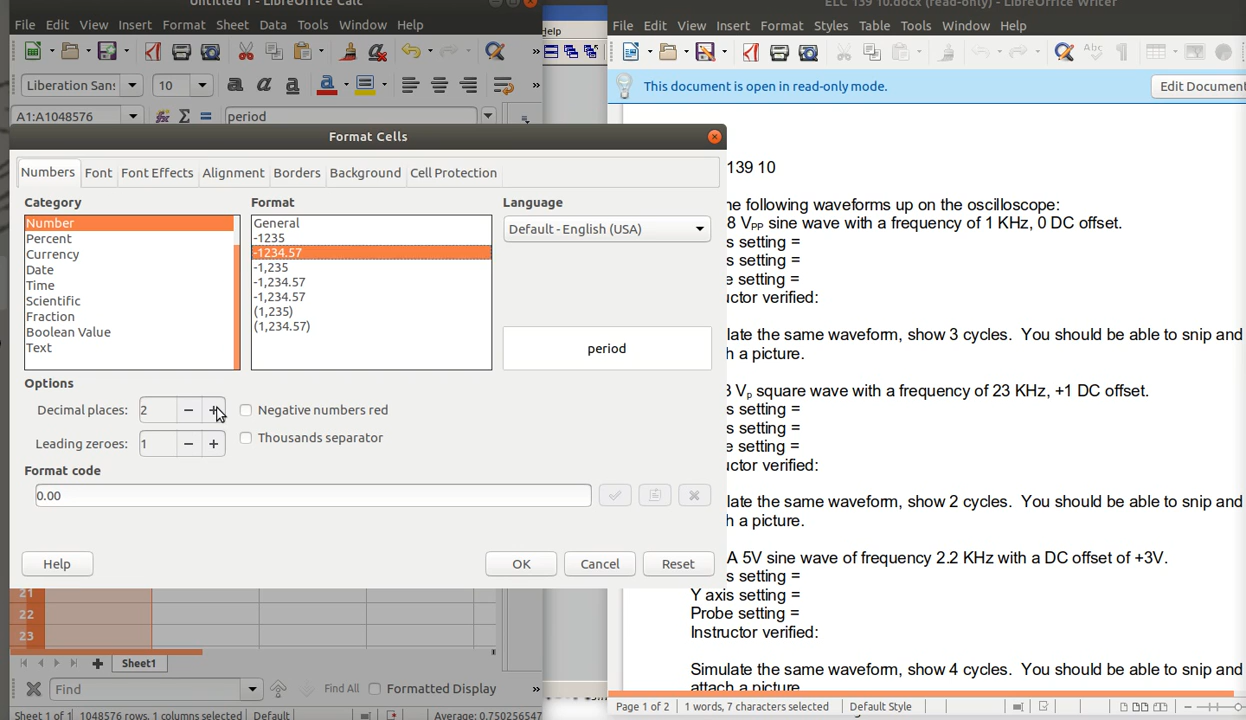 Untitled 1 - LibreOffice Calc
File Edit View Insert Format Sheet Data Tools Window Help
Liberation Sans 10
A1:A1048576 period
Format Cells
Numbers Font Font Effects Alignment Borders Background Cell Protection
Category Format Language
Number
Percent
Currency
Date
Time
Scientific
Fraction
Boolean Value
Text
General
-1235
-1234.57
-1,235
-1,234.57
-1,234.57
(1,235)
(1,234.57)
Default - English (USA)
period
Options
Decimal places: 2
Negative numbers red
Leading zeroes: 1
Thousands separator
Format code
0.00
Help OK Cancel Reset
21
22
23
Sheet1
Find Find All Formatted Display
Sheet 1 of 1 1048576 rows, 1 columns selected Default Average: 0.750256547
Help
ELC 139 10.docx (read-only) - LibreOffice Writer
File Edit View Insert Format Styles Table Tools Window Help
This document is open in read-only mode. Edit Document
139 10
he following waveforms up on the oscilloscope:
8 VPP sine wave with a frequency of 1 KHz, 0 DC offset.
s setting =
s setting =
e setting =
uctor verified:
late the same waveform, show 3 cycles. You should be able to snip and
h a picture.
3 Vp square wave with a frequency of 23 KHz, +1 DC offset.
s setting =
s setting =
e setting =
uctor verified:
late the same waveform, show 2 cycles. You should be able to snip and
h a picture.
A 5V sine wave of frequency 2.2 KHz with a DC offset of +3V.
s setting =
Y axis setting =
Probe setting =
Instructor verified:
Simulate the same waveform, show 4 cycles. You should be able to snip and
attach a picture
Page 1 of 2 1 words, 7 characters selected Default Style